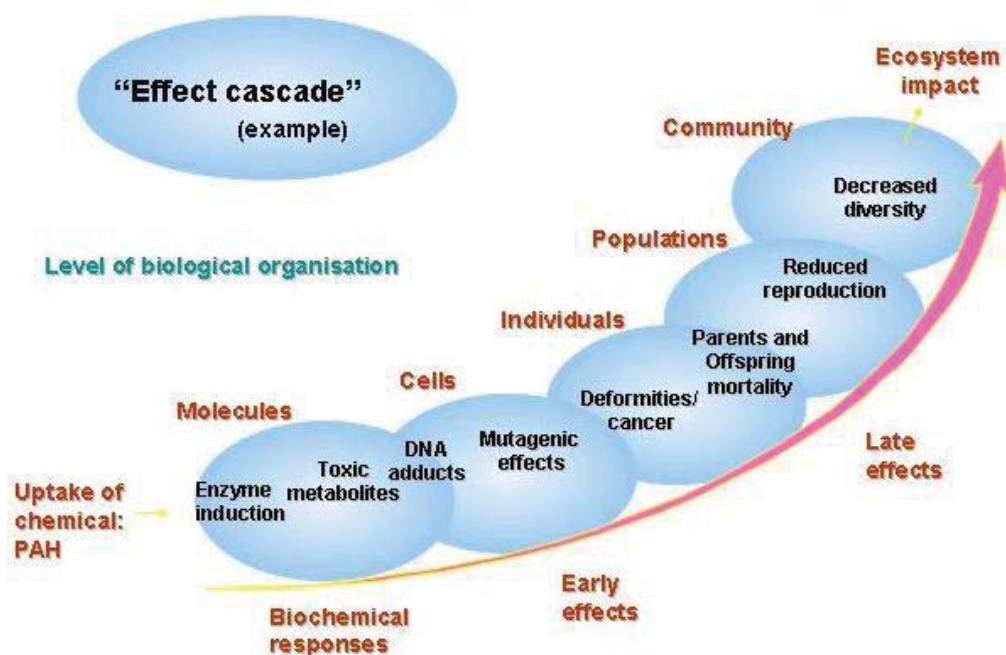 “Effect cascade”
(example)
Ecosystem
impact
Community
Decreased
diversity
Populations
Level of biological organisation
Reduced
reproduction
Individuals
Parents and
Offspring
mortality
Cells
Deformities/
cancer
Molecules
DNA
adducts
Mutagenic
effects
Toxic
metabolites
Enzyme
induction
Uptake of
chemical:
PAH
Late
effects
Early
effects
Biochemical
responses